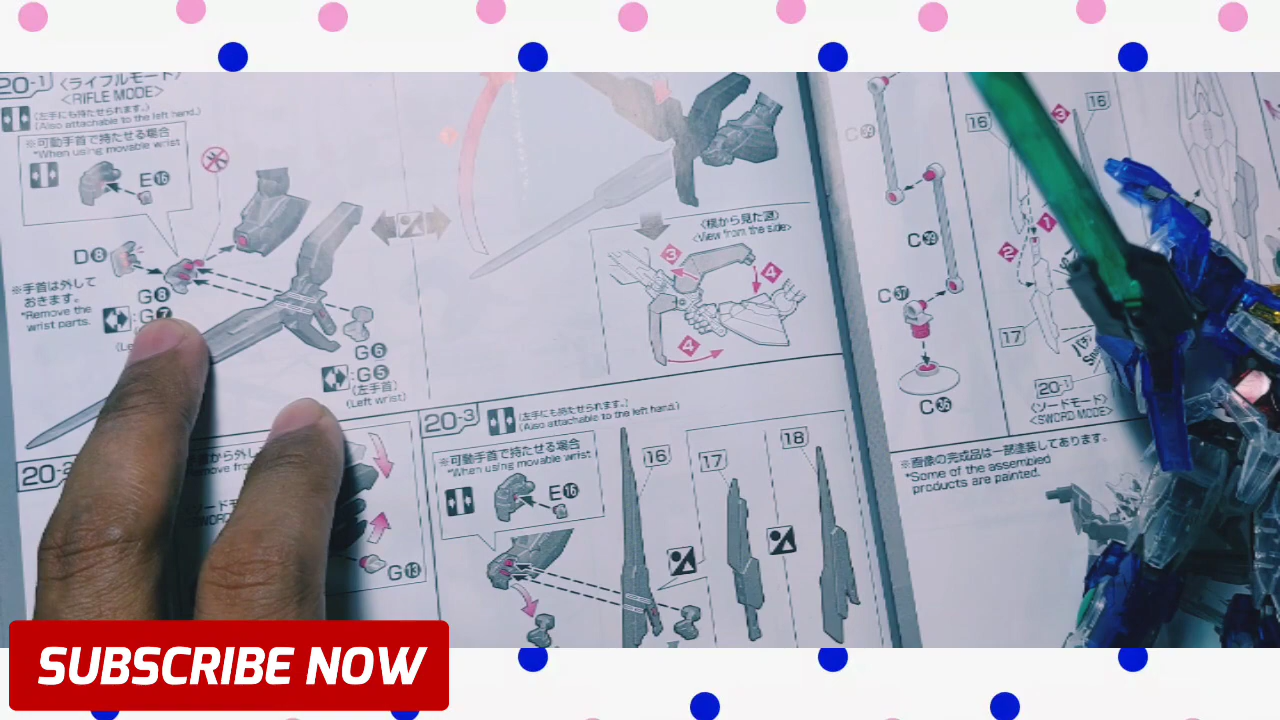 20-1
〈ライフルモード〉
〈RIFLE MODE〉
(左手にも持たせられます。)
(Also attachable to the left hand.)
※可動手首で持たせる場合
*When using movable wrist
E⑯
D⑧
※手首は外して
おきます。
*Remove the
wrist parts.
G⑧
G⑦
G⑥
G⑤
(左手首)
(Left wrist)
〈横から見た図〉
〈View from the side〉
3
4
4
20-2
G⑬
20-3
(左手にも持たせられます。)
(Also attachable to the left hand.)
※可動手首で持たせる場合
*When using movable wrist
E⑯
16
17
18
C㊴
C㊴
C㊲
C㊱
16
16
3
1
2
17
20-1
〈ソードモード〉
〈SWORD MODE〉
※画像の完成品は一部塗装してあります。
*Some of the assembled
products are painted.
SUBSCRIBE NOW